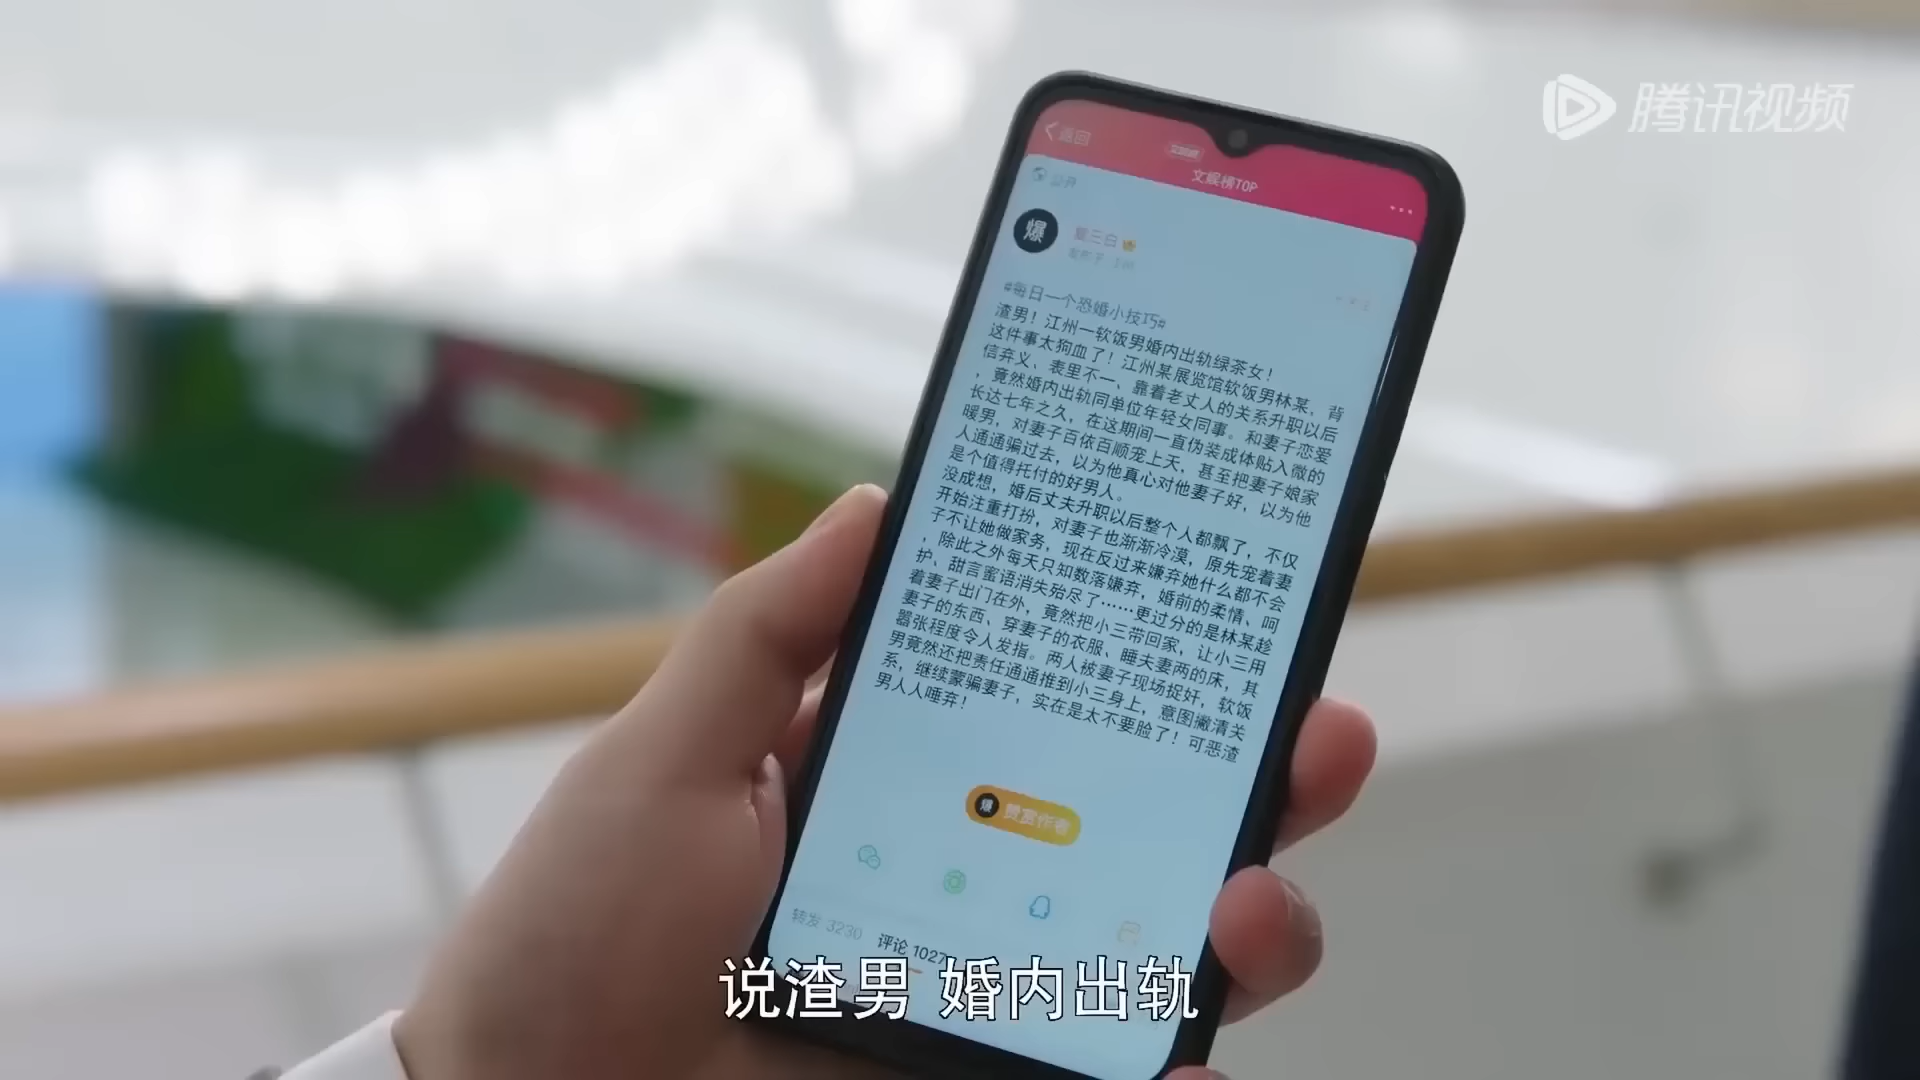 腾讯视频
返回
文娱榜TOP
公开
爆
#每日一个恐婚小技巧#
渣男！江州一软饭男婚内出轨绿茶女！
这件事太狗血了！江州某展览馆软饭男林某，背
信弃义、表里不一、靠着老丈人的关系升职以后
，竟然婚内出轨同单位年轻女同事。和妻子恋爱
长达七年之久，在这期间一直伪装成体贴入微的
暖男，对妻子百依百顺宠上天，甚至把妻子娘家
人通通骗过去，以为他真心对他妻子好，以为他
是个值得托付的好男人。
没成想，婚后丈夫升职以后整个人都飘了，不仅
开始注重打扮，对妻子也渐渐冷漠，原先宠着妻
子不让她做家务，现在反过来嫌弃她什么都不会
，除此之外每天只知数落嫌弃，婚前的柔情、呵
护、甜言蜜语消失殆尽了……更过分的是林某趁
着妻子出门在外，竟然把小三带回家，让小三用
妻子的东西、穿妻子的衣服、睡夫妻两的床，其
嚣张程度令人发指。两人被妻子现场捉奸，软饭
男竟然还把责任通通推到小三身上，意图撇清关
系，继续蒙骗妻子，实在是太不要脸了！可恶渣
男人人唾弃！
爆 赞赏作者
转发 3230 评论 1027
说渣男 婚内出轨